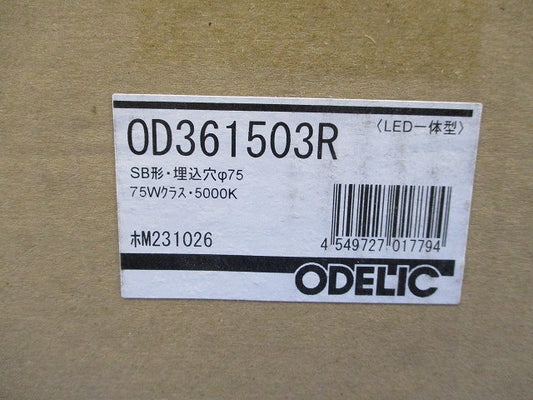 OD361503R 〈LED一体型〉
SB形・埋込穴φ75
75Wクラス・5000K
ホM231026
4 549727 017794
ODELIC